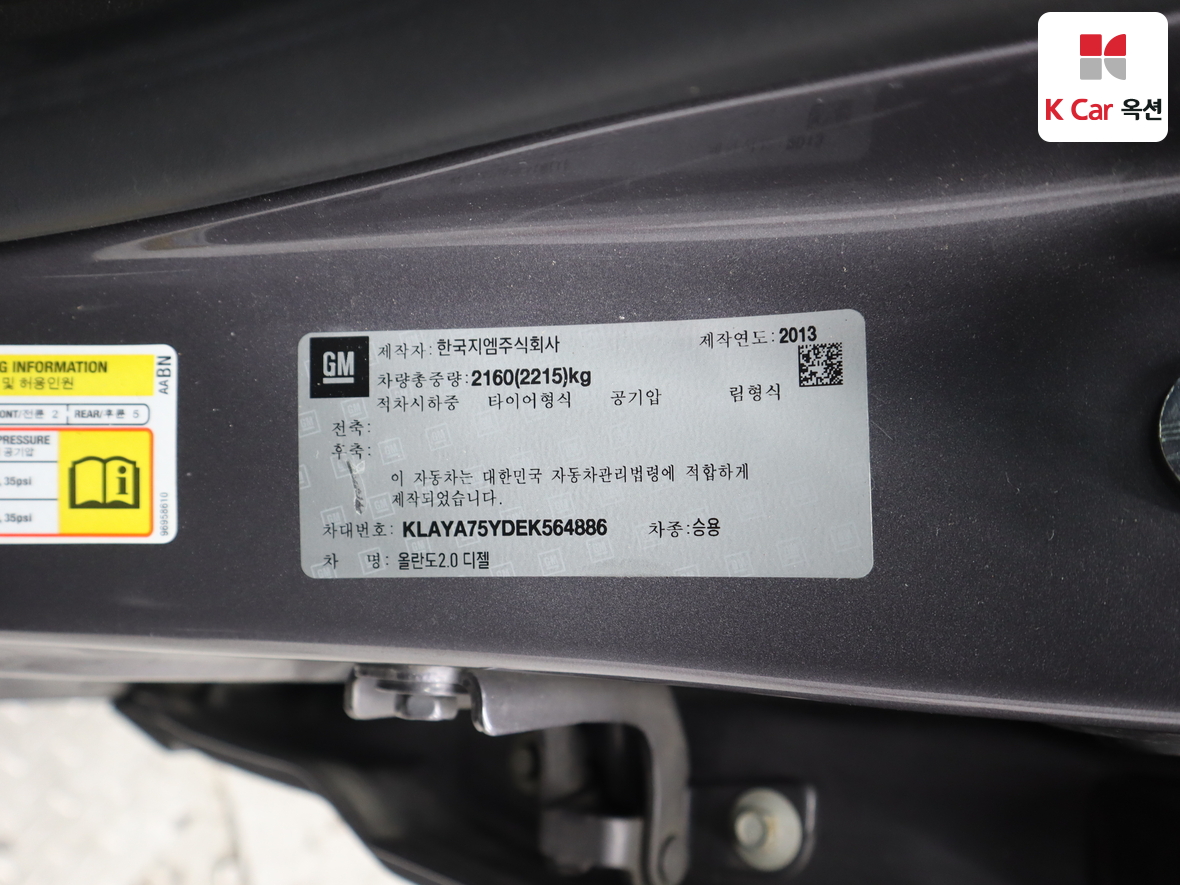 K Car 옥션
GM
제작자: 한국지엠주식회사
제작연도: 2013
차량총중량: 2160(2215)kg
적차시하중 타이어형식 공기압 림형식
전축:
후축:
이 자동차는 대한민국 자동차관리법령에 적합하게
제작되었습니다.
차대번호: KLAYA75YDEK564886 차종: 승용
차 명: 올란도2.0 디젤
G INFORMATION
및 허용인원
ONT/전륜 2 REAR/후륜 5
PRESSURE
공기압
, 35psi
, 35psi
AABN
96958610